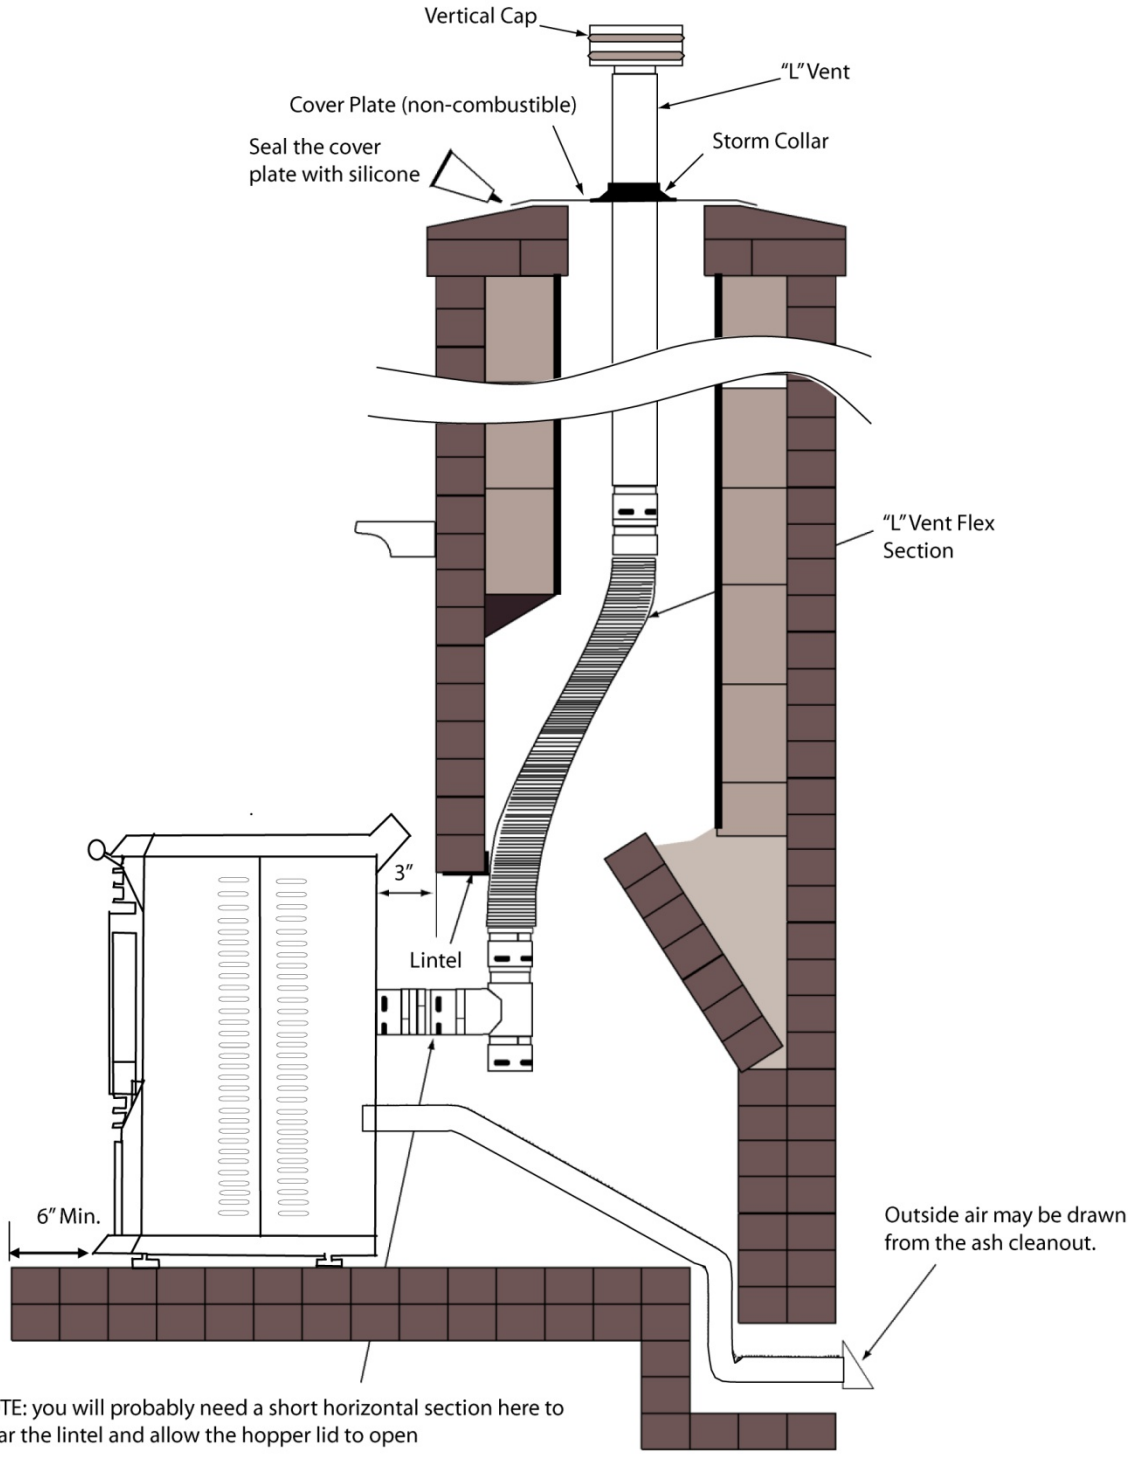 Vertical Cap
“L” Vent
Cover Plate (non-combustible)
Storm Collar
Seal the cover
plate with silicone
“L” Vent Flex
Section
3”
Lintel
6” Min.
Outside air may be drawn
from the ash cleanout.
TE: you will probably need a short horizontal section here to
ar the lintel and allow the hopper lid to open